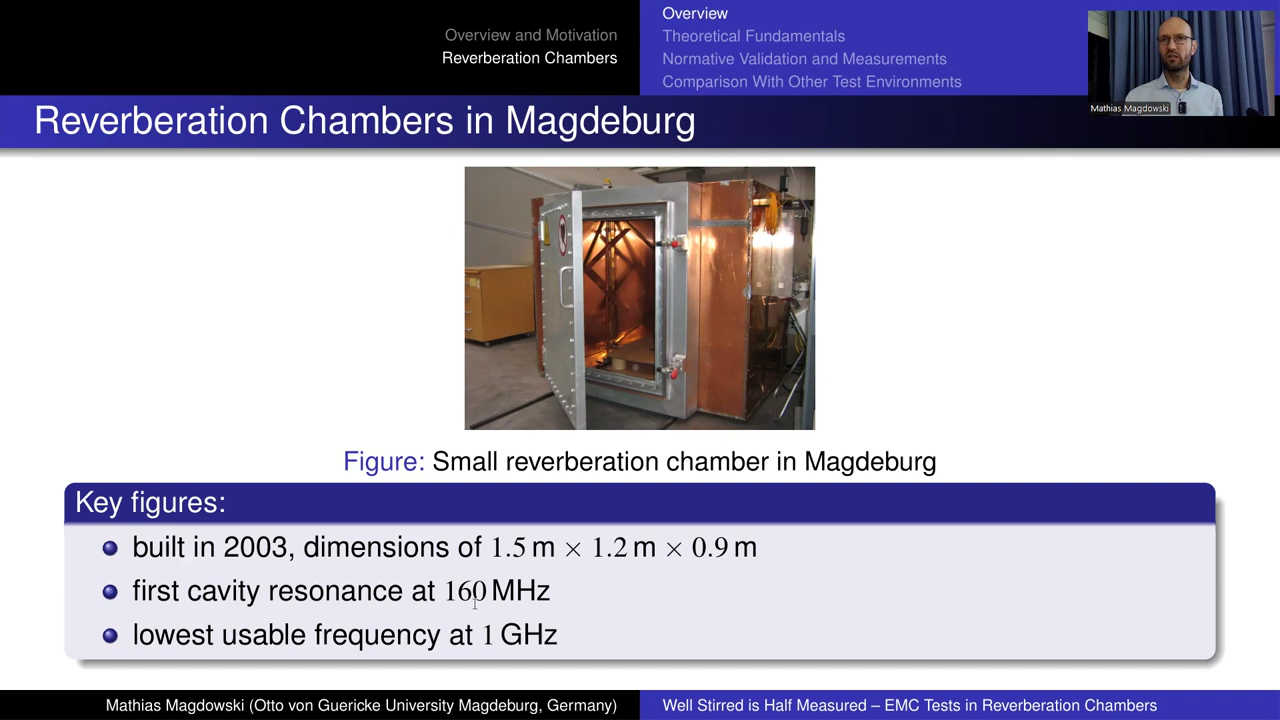 Overview and Motivation
Reverberation Chambers
Overview
Theoretical Fundamentals
Normative Validation and Measurements
Comparison With Other Test Environments
Mathias Magdowski
Reverberation Chambers in Magdeburg
Figure: Small reverberation chamber in Magdeburg
Key figures:
built in 2003, dimensions of 1.5 m × 1.2 m × 0.9 m
first cavity resonance at 160 MHz
lowest usable frequency at 1 GHz
Mathias Magdowski (Otto von Guericke University Magdeburg, Germany)
Well Stirred is Half Measured – EMC Tests in Reverberation Chambers